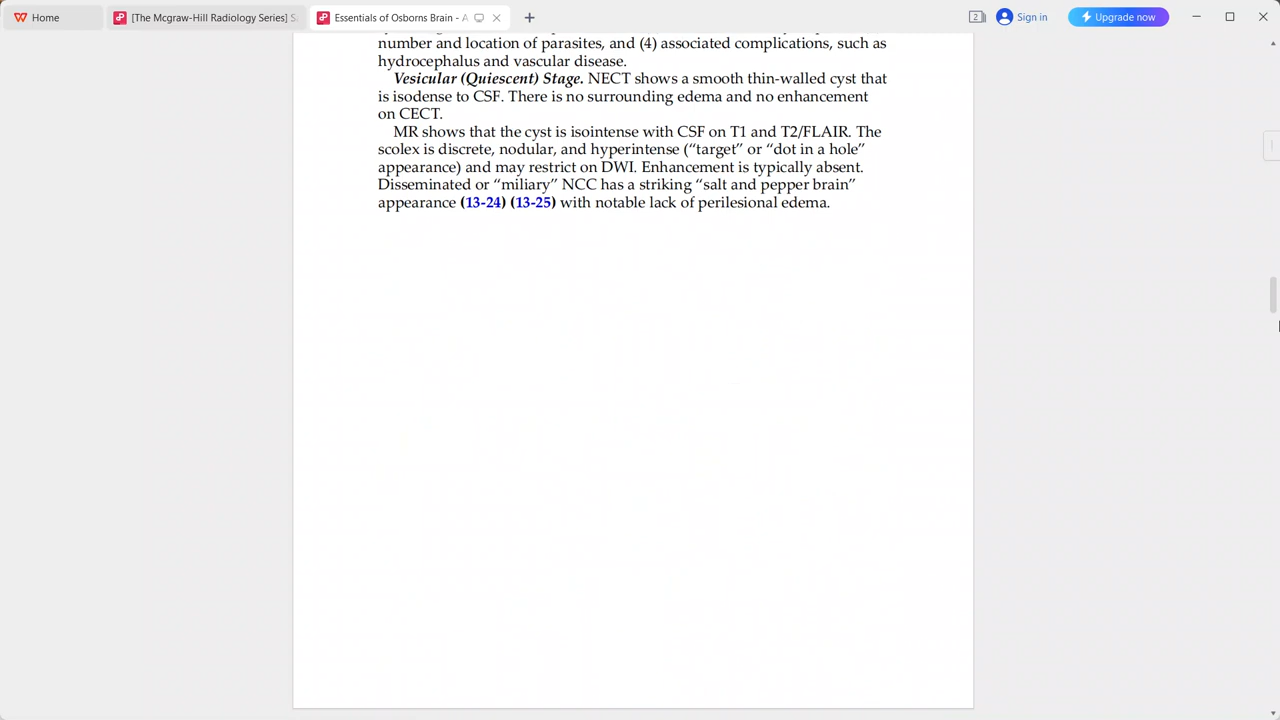 Home
[The Mcgraw-Hill Radiology Series] S
Essentials of Osborns Brain - A
2
Sign in
Upgrade now
number and location of parasites, and (4) associated complications, such as
hydrocephalus and vascular disease.
Vesicular (Quiescent) Stage. NECT shows a smooth thin-walled cyst that
is isodense to CSF. There is no surrounding edema and no enhancement
on CECT.
MR shows that the cyst is isointense with CSF on T1 and T2/FLAIR. The
scolex is discrete, nodular, and hyperintense (“target” or “dot in a hole”
appearance) and may restrict on DWI. Enhancement is typically absent.
Disseminated or “miliary” NCC has a striking “salt and pepper brain”
appearance (13-24) (13-25) with notable lack of perilesional edema.